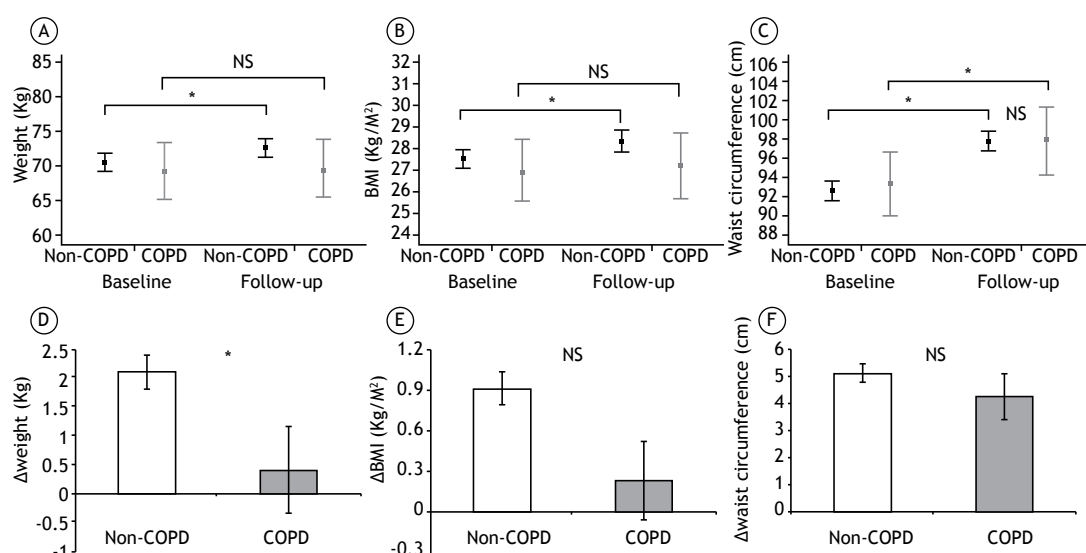 A
Weight (Kg)
85
80
75
70
65
60
NS
*
Non-COPD COPD Non-COPD COPD
Baseline Follow-up
B
BMI (Kg/M²)
32
31
30
29
28
27
26
25
24
NS
*
Non-COPD COPD Non-COPD COPD
Baseline Follow-up
C
Waist circumference (cm)
106
104
102
100
98
96
94
92
90
88
*
*
NS
Non-COPD COPD Non-COPD COPD
Baseline Follow-up
D
Δweight (Kg)
2.5
2
1.5
1
0.5
0
-0.5
-1
*
Non-COPD COPD
E
ΔBMI (Kg/M²)
1.2
0.9
0.6
0.3
0
-0.3
NS
Non-COPD COPD
F
Δwaist circumference (cm)
6
5
4
3
2
1
0
NS
Non-COPD COPD